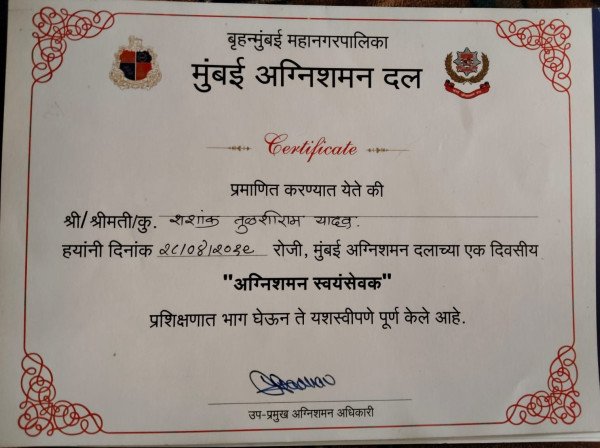 बृहन्मुंबई महानगरपालिका
मुंबई अग्निशमन दल
Certificate
प्रमाणित करण्यात येते की
श्री/श्रीमती/कु. शशांक तुळशीराम यादव.
हयांनी दिनांक २८/०४/२०१९ रोजी, मुंबई अग्निशमन दलाच्या एक दिवसीय
"अग्निशमन स्वयंसेवक"
प्रशिक्षणात भाग घेऊन ते यशस्वीपणे पूर्ण केले आहे.
उप-प्रमुख अग्निशमन अधिकारी